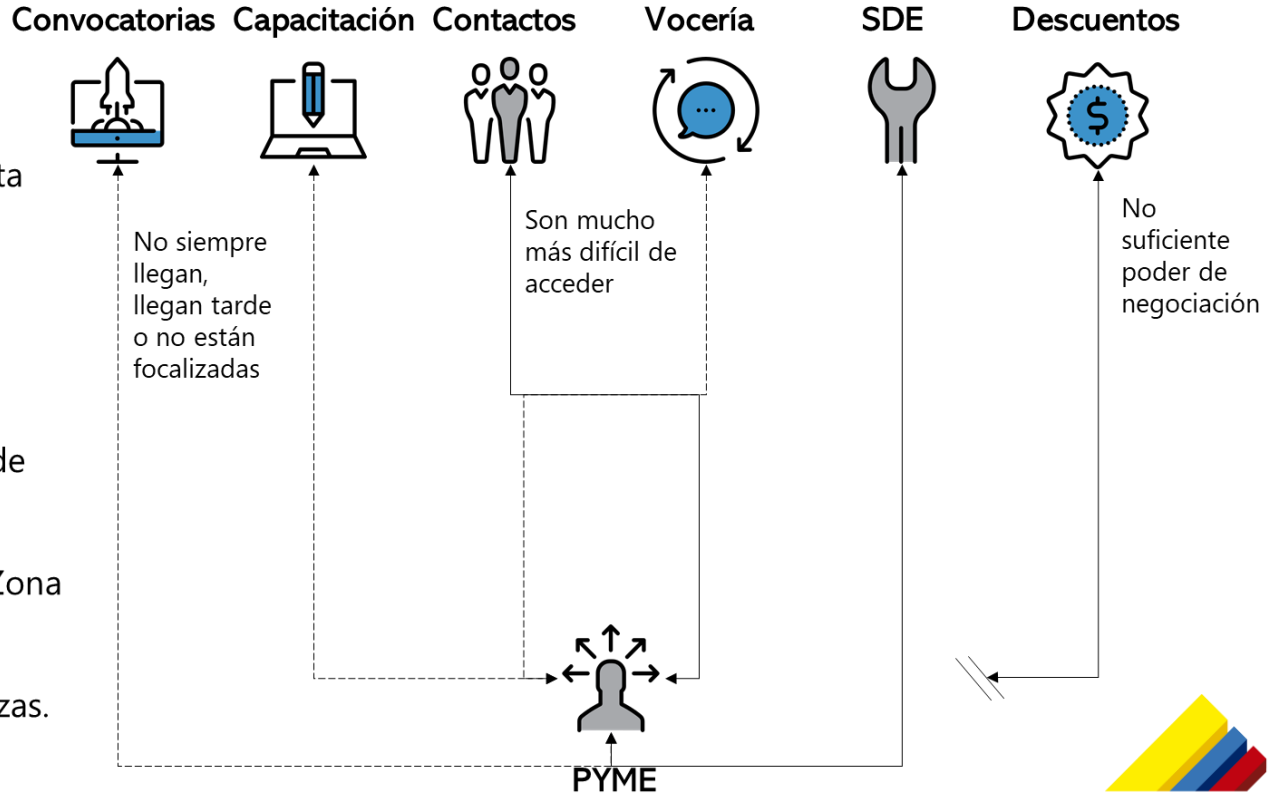 Convocatorias Capacitación Contactos Vocería SDE Descuentos
$
ta
No siempre
llegan,
llegan tarde
o no están
focalizadas
Son mucho
más difícil de
acceder
No
suficiente
poder de
negociación
de
Zona
zas.
PYME